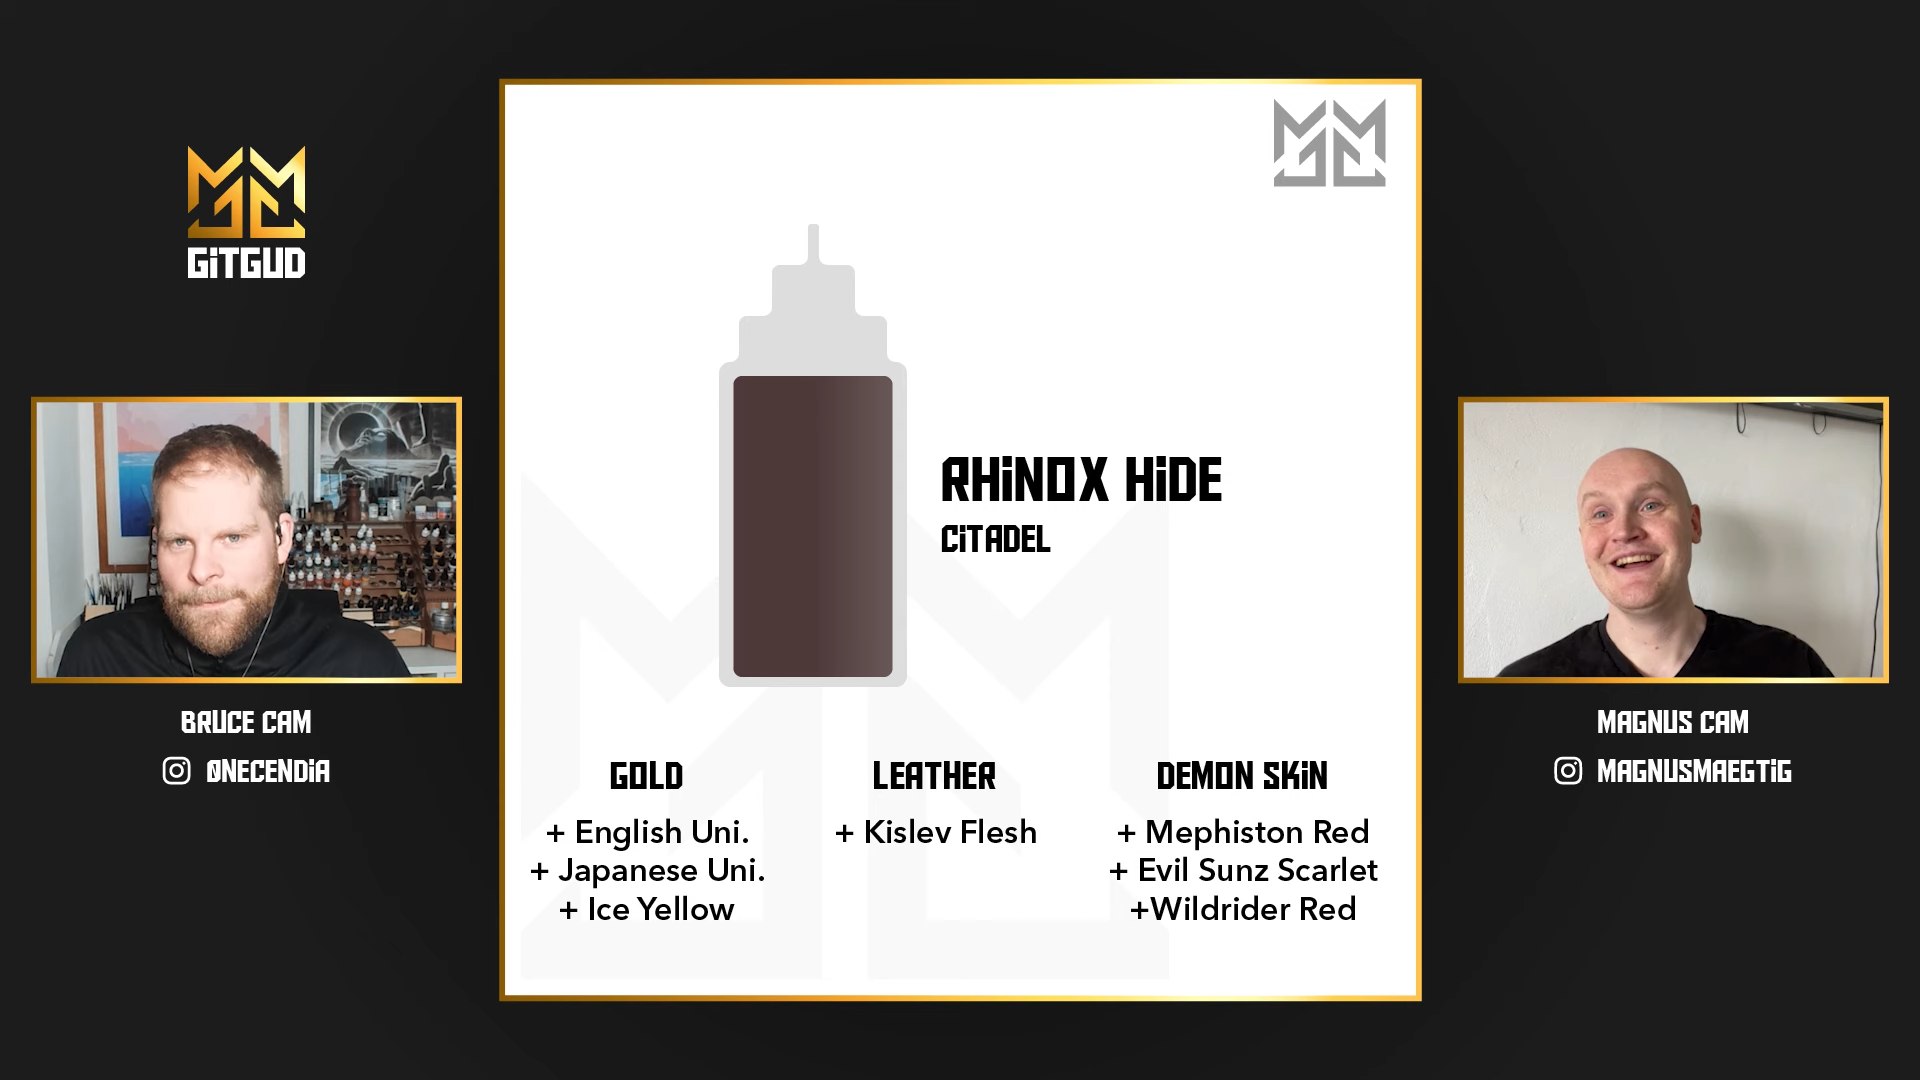 GiTGUD
BRUCE CAM
ØNECENDiA
RHiNOX HiDE
CiTADEL
GOLD
+ English Uni.
+ Japanese Uni.
+ Ice Yellow
LEATHER
+ Kislev Flesh
DEMON SKiN
+ Mephiston Red
+ Evil Sunz Scarlet
+Wildrider Red
MAGNUS CAM
MAGNUSMAEGTiG